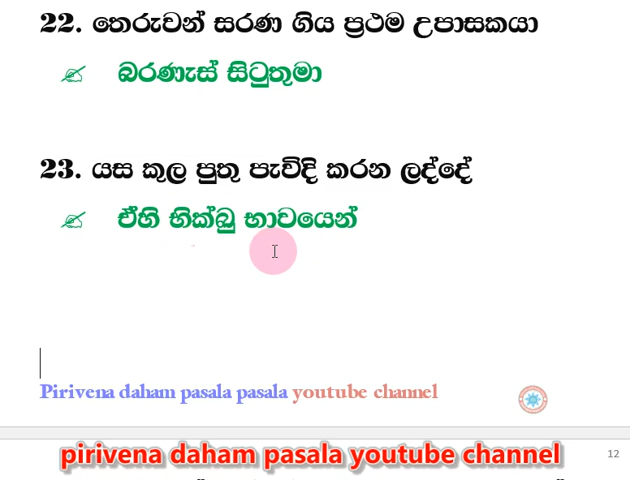 22. තෙරුවන් සරණ ගිය ප්‍රථම උපාසකයා
බරණැස් සිටුතුමා
23. යස කුල පුතු පැවිදි කරන ලද්දේ
ඒහි භික්ඛු භාවයෙන්
Pirivena daham pasala pasala youtube channel
pirivena daham pasala youtube channel
12